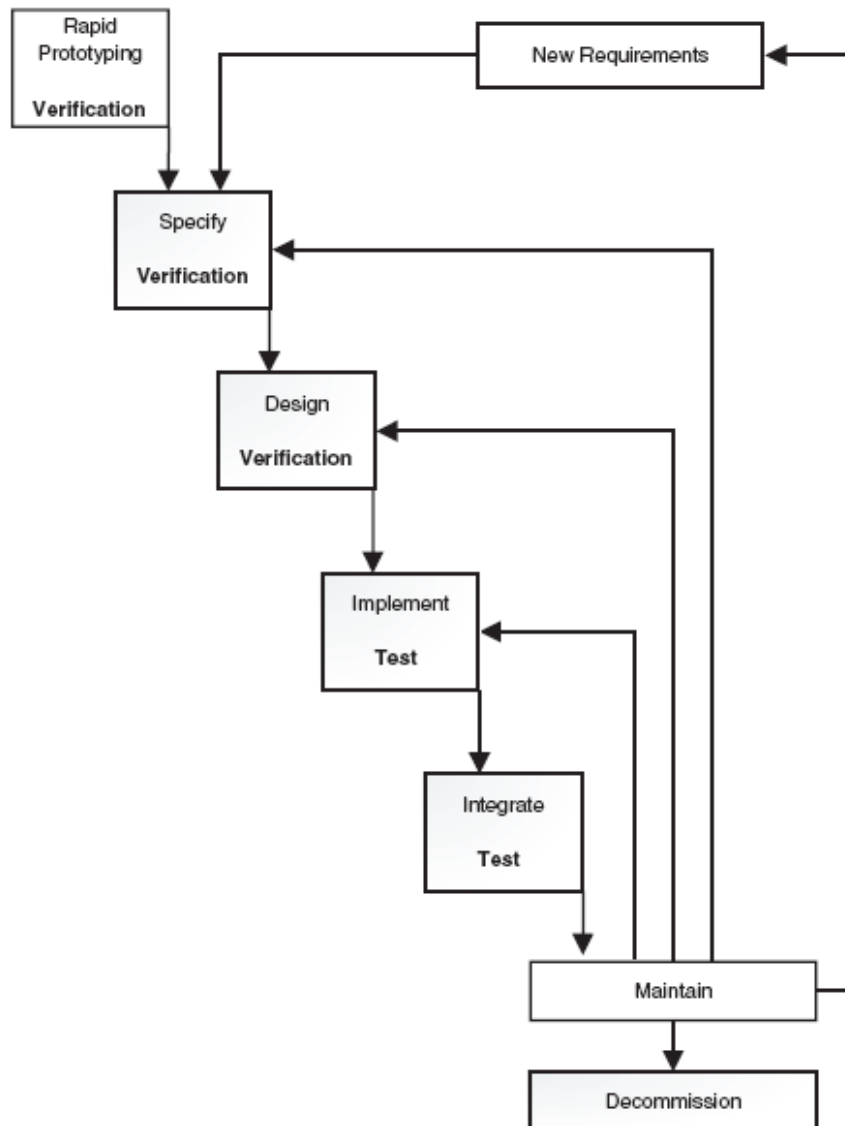 Rapid
Prototyping
Verification
New Requirements
Specify
Verification
Design
Verification
Implement
Test
Integrate
Test
Maintain
Decommission